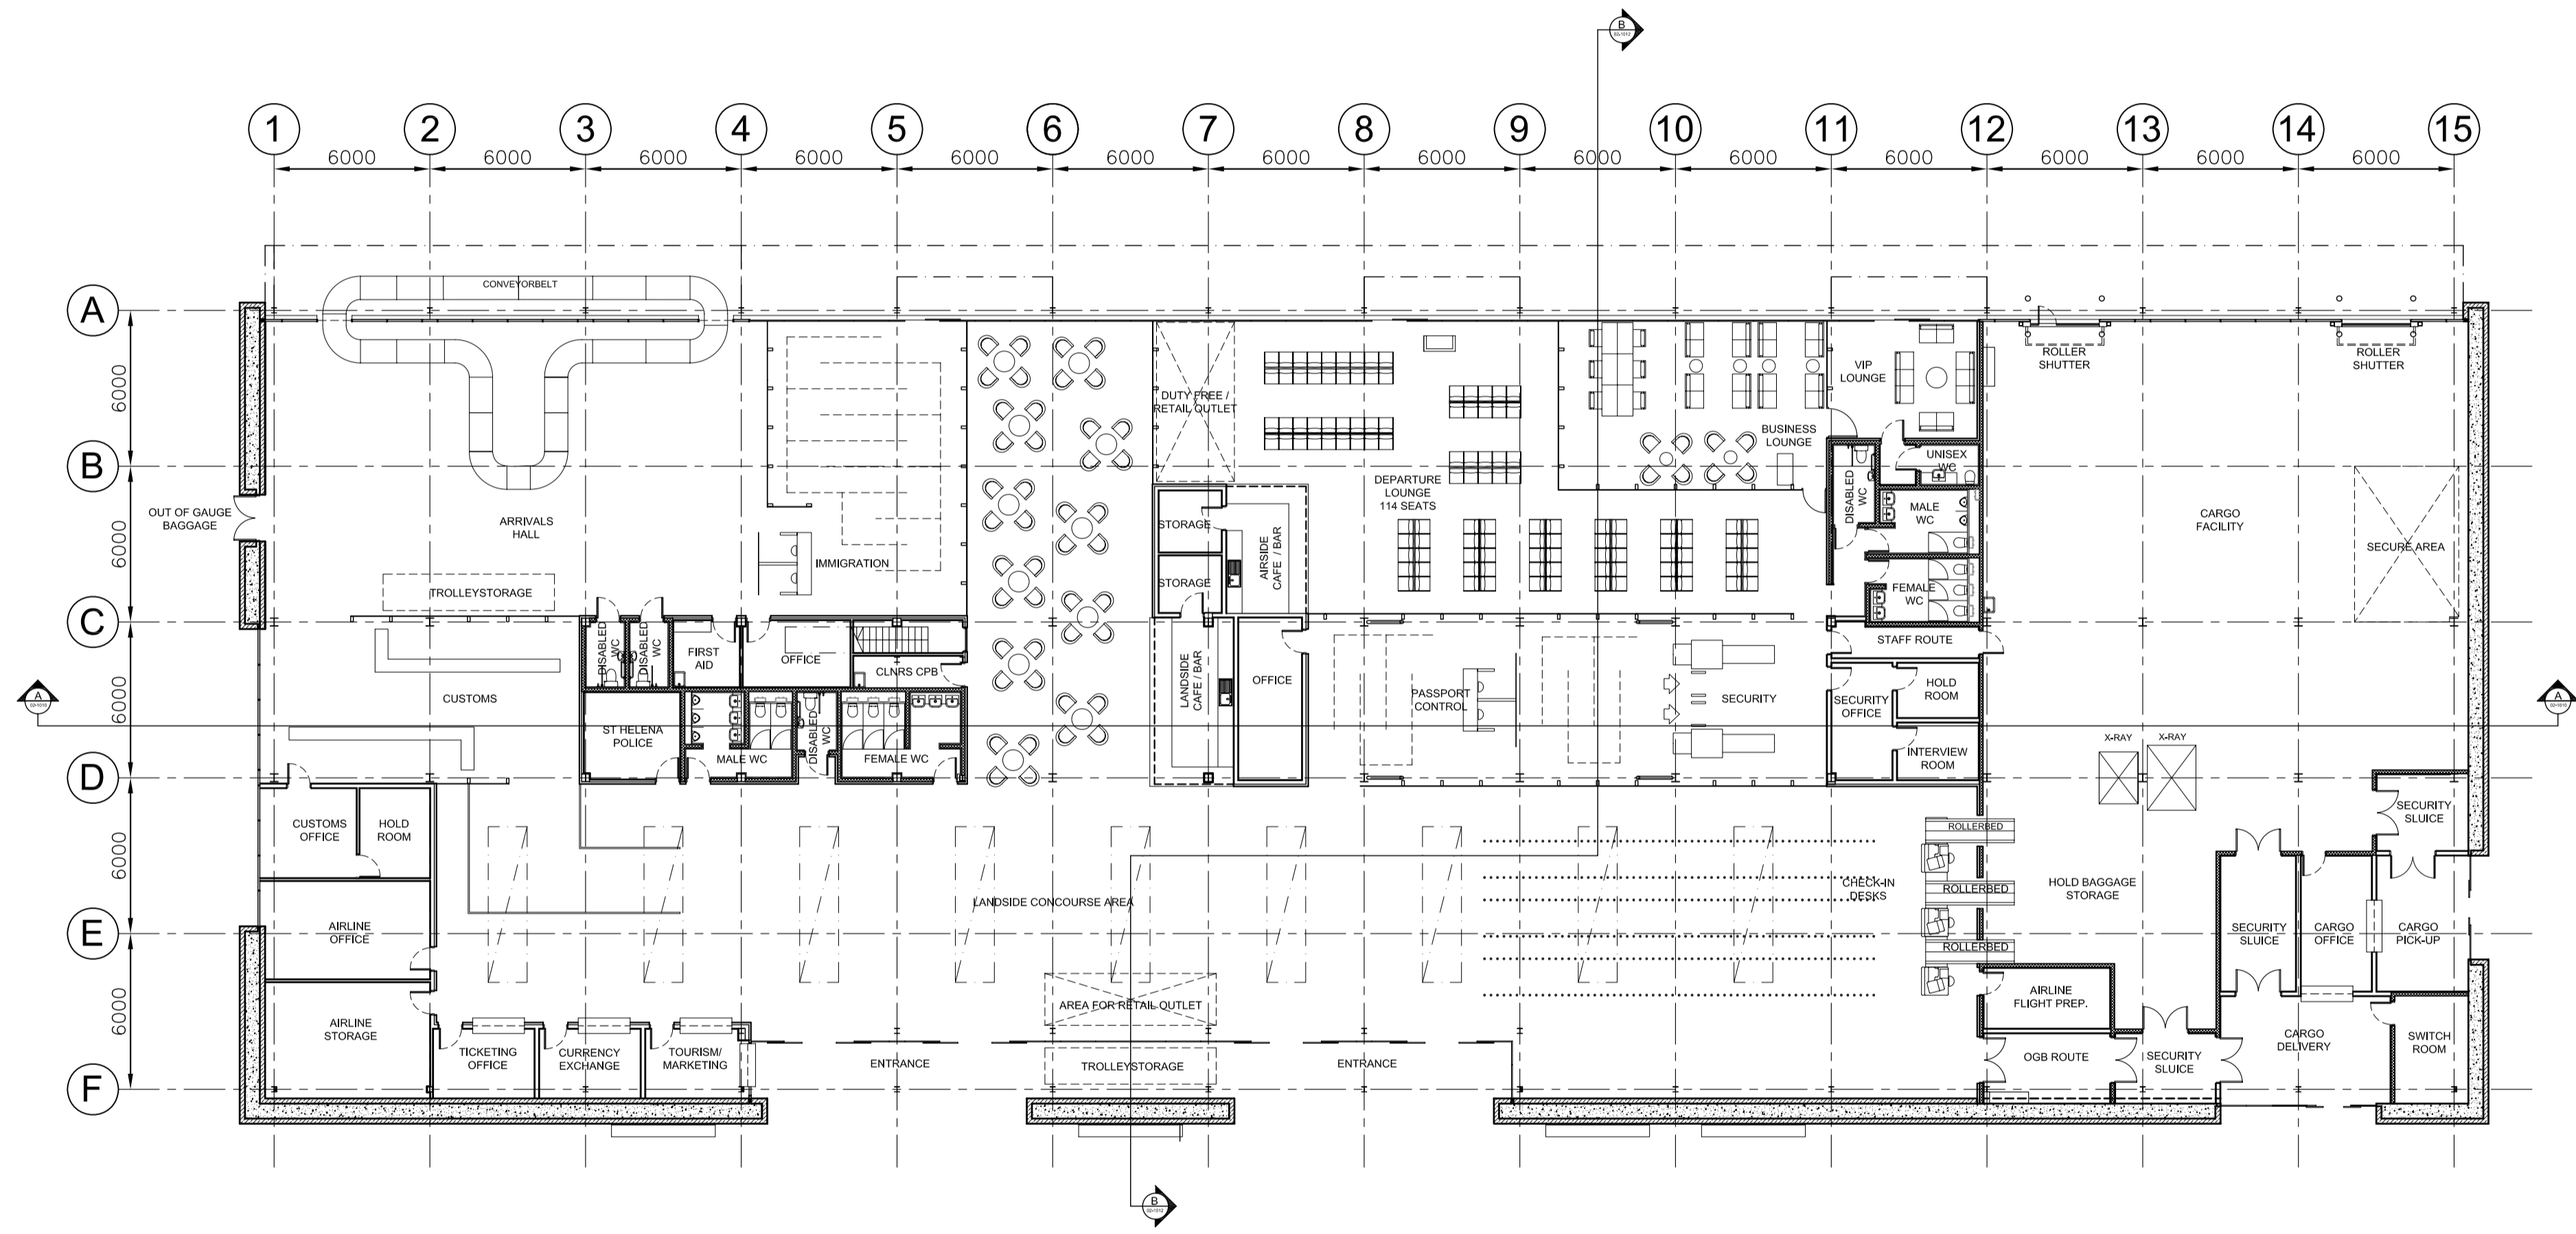 B
02-1012
1 2 3 4 5 6 7 8 9 10 11 12 13 14 15
6000 6000 6000 6000 6000 6000 6000 6000 6000 6000 6000 6000 6000 6000
A
B
C
D
E
F
6000
6000
6000
6000
6000
CONVEYORBELT
ROLLER
SHUTTER
ROLLER
SHUTTER
VIP
LOUNGE
DUTY FREE /
RETAIL OUTLET
BUSINESS
LOUNGE
UNISEX
WC
DISABLED
WC
MALE
WC
FEMALE
WC
DEPARTURE
LOUNGE
114 SEATS
OUT OF GAUGE
BAGGAGE
ARRIVALS
HALL
IMMIGRATION
TROLLEYSTORAGE
STORAGE
STORAGE
AIRSIDE
CAFE / BAR
CARGO
FACILITY
SECURE AREA
DISABLED
WC
DISABLED
WC
FIRST
AID
OFFICE
CLNRS CPB
CUSTOMS
ST HELENA
POLICE
MALE WC
DISABLED
WC
FEMALE WC
LANDSIDE
CAFE / BAR
OFFICE
PASSPORT
CONTROL
SECURITY
STAFF ROUTE
SECURITY
OFFICE
HOLD
ROOM
INTERVIEW
ROOM
A
02-1010
A
02-1010
X-RAY
X-RAY
CUSTOMS
OFFICE
HOLD
ROOM
AIRLINE
OFFICE
AIRLINE
STORAGE
TICKETING
OFFICE
CURRENCY
EXCHANGE
TOURISM/
MARKETING
LANDSIDE CONCOURSE AREA
AREA FOR RETAIL OUTLET
ENTRANCE
TROLLEYSTORAGE
ENTRANCE
CHECK-IN
DESKS
ROLLERBED
ROLLERBED
ROLLERBED
HOLD BAGGAGE
STORAGE
SECURITY
SLUICE
SECURITY
SLUICE
CARGO
OFFICE
CARGO
PICK-UP
AIRLINE
FLIGHT PREP.
OGB ROUTE
SECURITY
SLUICE
CARGO
DELIVERY
SWITCH
ROOM
B
02-1012